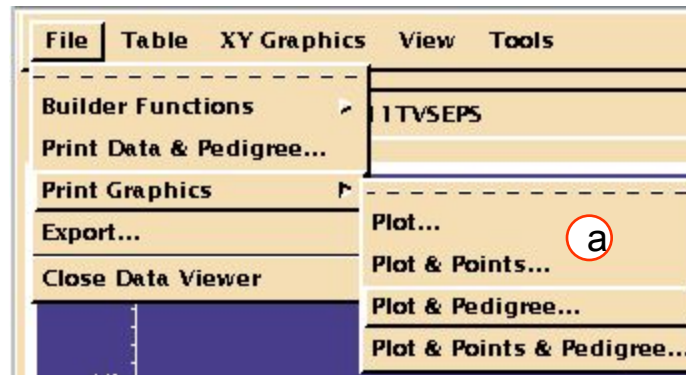 File Table XY Graphics View Tools
Builder Functions
11TVSEPS
Print Data & Pedigree...
Print Graphics
Export...
Close Data Viewer
Plot...
a
Plot & Points...
Plot & Pedigree...
Plot & Points & Pedigree...